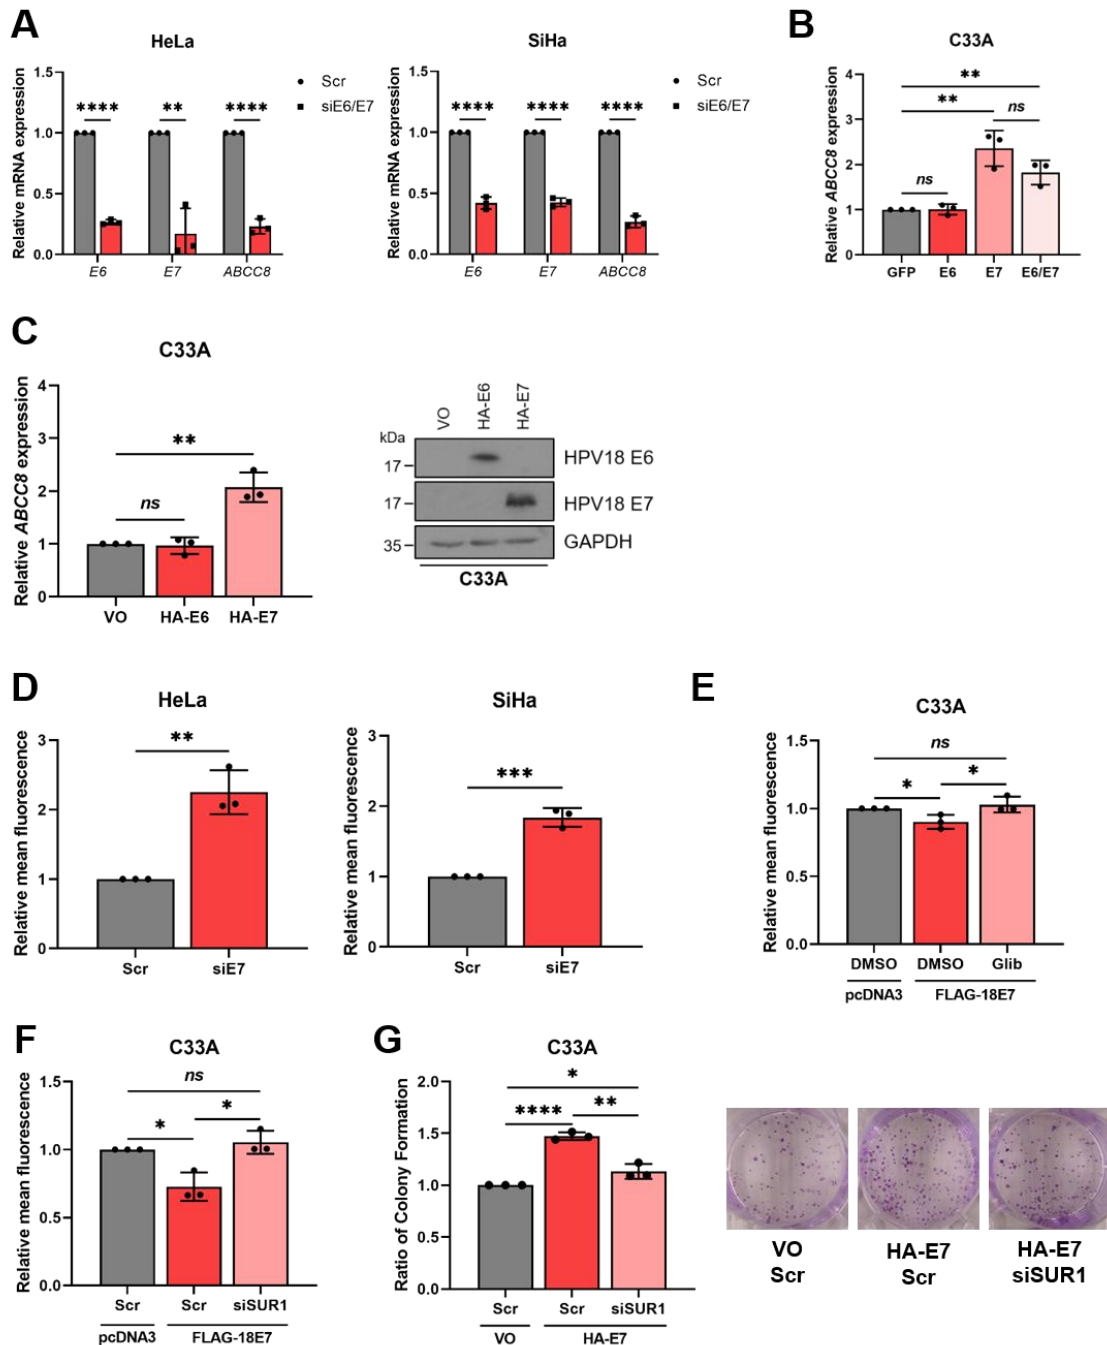 A
HeLa
Relative mRNA expression
1.5
1.0
0.5
0.0
****
**
****
E6
E7
ABCC8
Scr
siE6/E7
SiHa
Relative mRNA expression
1.5
1.0
0.5
0.0
****
****
****
E6
E7
ABCC8
Scr
siE6/E7
B
C33A
Relative ABCC8 expression
4
3
2
1
0
**
**
ns
ns
GFP
E6
E7
E6/E7
C
C33A
Relative ABCC8 expression
4
3
2
1
0
**
ns
VO
HA-E6
HA-E7
VO
HA-E6
HA-E7
kDa
17
HPV18 E6
17
HPV18 E7
35
GAPDH
C33A
D
HeLa
Relative mean fluorescence
3
2
1
0
**
Scr
siE7
SiHa
Relative mean fluorescence
3
2
1
0
***
Scr
siE7
E
C33A
Relative mean fluorescence
1.5
1.0
0.5
0.0
ns
*
*
DMSO
DMSO
Glib
pcDNA3
FLAG-18E7
F
C33A
Relative mean fluorescence
1.5
1.0
0.5
0.0
ns
*
*
Scr
Scr
siSUR1
pcDNA3
FLAG-18E7
G
C33A
Ratio of Colony Formation
2.0
1.5
1.0
0.5
0.0
*
****
**
Scr
Scr
siSUR1
VO
HA-E7
VO
Scr
HA-E7
Scr
HA-E7
siSUR1